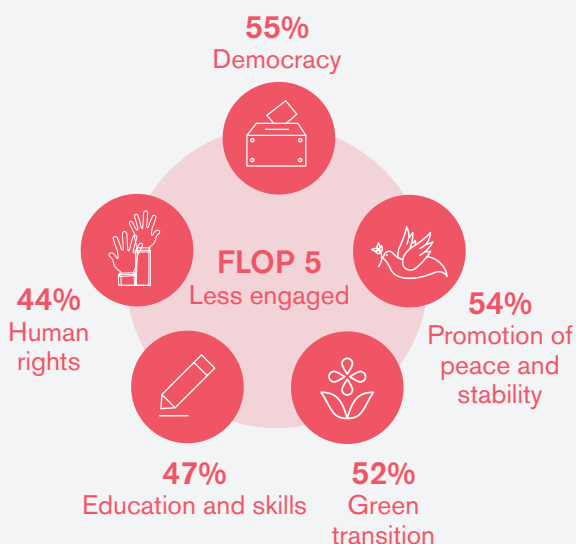 55%
Democracy
FLOP 5
Less engaged
54%
Promotion of
peace and
stability
52%
Green
transition
47%
Education and skills
44%
Human
rights